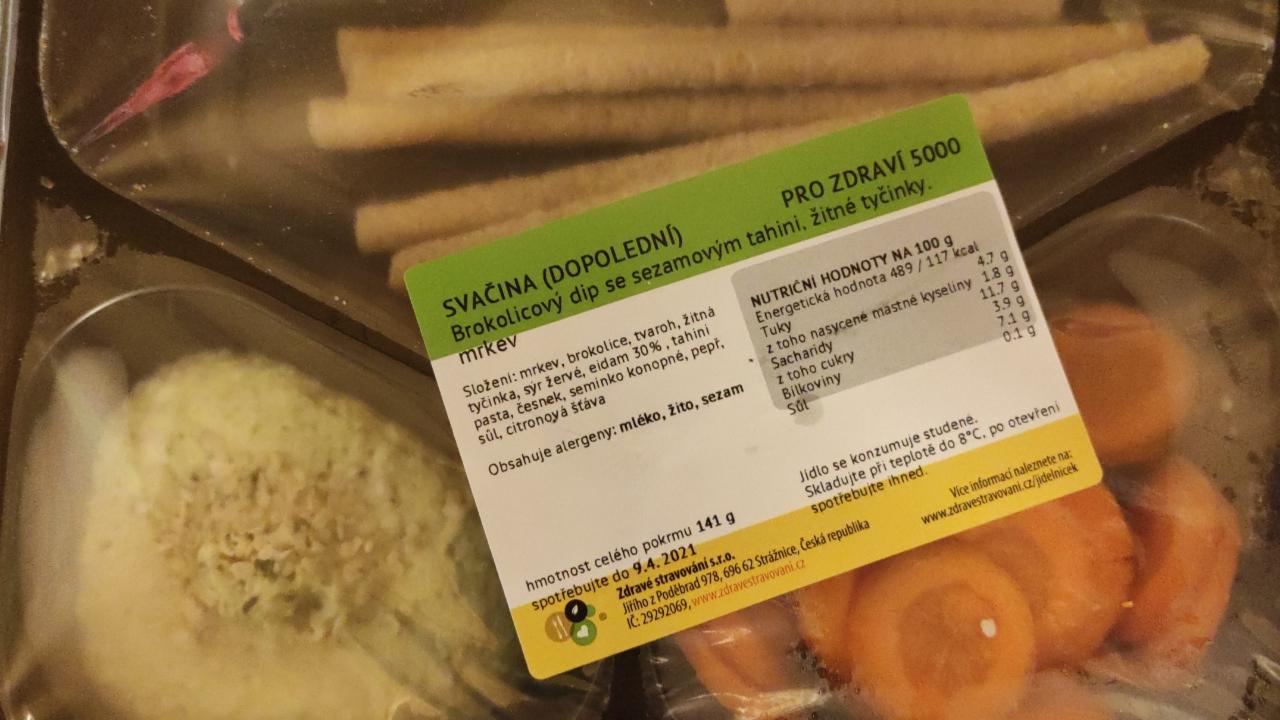 PRO ZDRAVÍ 5000
SVAČINA (DOPOLEDNÍ)
Brokolicový dip se sezamovým tahini, žitné tyčinky.
mrkev
Složení: mrkev, brokolice, tvaroh, žitná
tyčinka, sýr žervé, eidam 30% , tahini
pasta, česnek, seminko konopné, pepř,
sůl, citronová šťáva
Obsahuje alergeny: mléko, žito, sezam
NUTRIČNÍ HODNOTY NA 100 g
Energetická hodnota 489 / 117 kcal
Tuky 4.7 g
z toho nasycené mastné kyseliny 1.8 g
Sacharidy 11.7 g
z toho cukry 3.9 g
Bílkoviny 7.1 g
Sůl 0.1 g
Jídlo se konzumuje studené.
Skladujte při teplotě do 8°C, po otevření
spotřebujte ihned.
hmotnost celého pokrmu 141 g
spotřebujte do 9.4. 2021
Zdravé stravování s.r.o.
Jiřího z Poděbrad 978, 696 62 Strážnice, Česká republika
IČ: 29292069, www.zdravestravovani.cz
Více informací naleznete na:
www.zdravestravovani.cz/jidelnicek